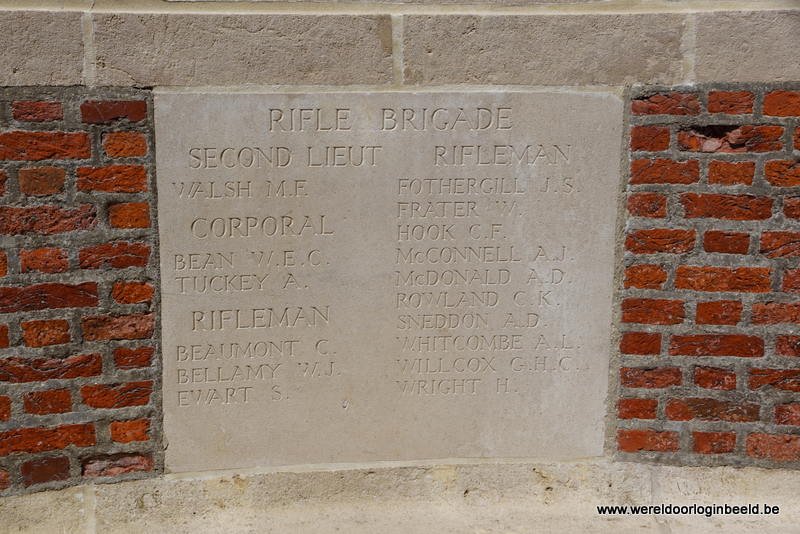 RIFLE BRIGADE
SECOND LIEUT
WALSH M.F.
CORPORAL
BEAN W.E.C.
TUCKEY A.
RIFLEMAN
BEAUMONT C.
BELLAMY W.J.
EWART S.
RIFLEMAN
FOTHERGILL J.S.
FRATER W.
HOOK C.F.
McCONNELL A.J.
McDONALD A.D.
ROWLAND C.K.
SNEDDON A.D.
WHITCOMBE A.L.
WILLCOX G.H.C.
WRIGHT H.
www.wereldoorloginbeeld.be